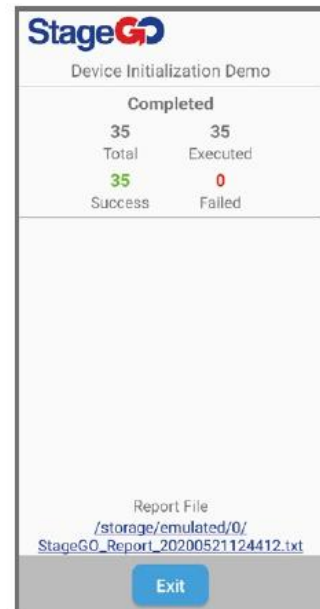 StageGO
Device Initialization Demo
Completed
35 35
Total Executed
35 0
Success Failed
Report File
/storage/emulated/0/
StageGO_Report_20200521124412.txt
Exit